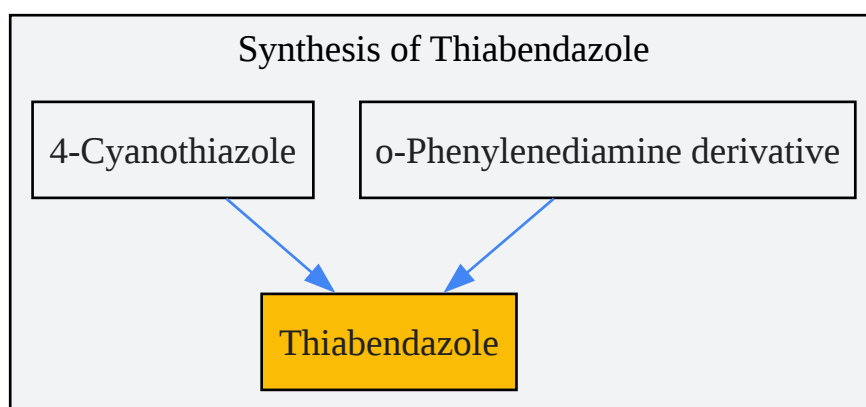 Synthesis of Thiabendazole
4-Cyanothiazole
o-Phenylenediamine derivative
Thiabendazole